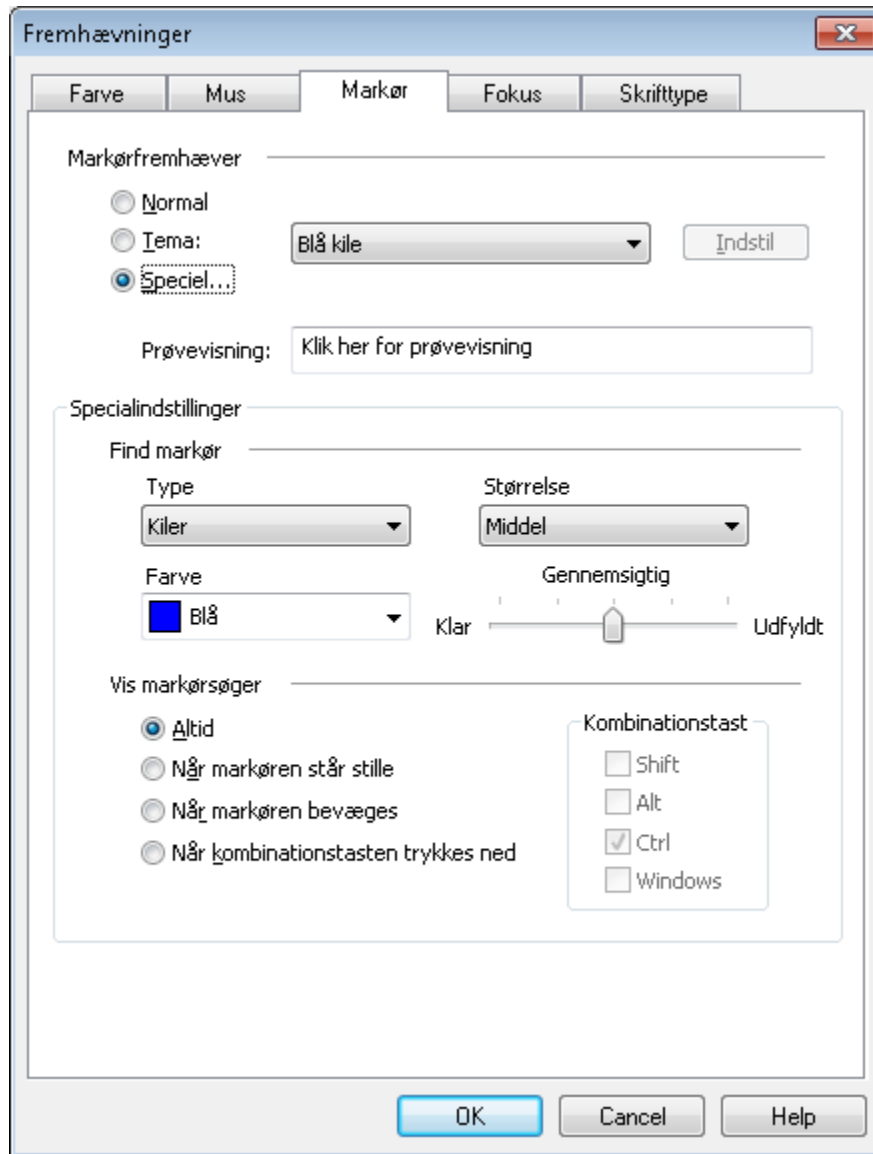 Fremhævninger
Farve Mus Markør Fokus Skrifttype
Markørfremhæver
Normal
Tema: Blå kile Indstil
Speciel...
Prøvevisning: Klik her for prøvevisning
Specialindstillinger
Find markør
Type Størrelse
Kiler Middel
Farve Gennemsigtig
Blå Klar Udfyldt
Vis markørsøger
Altid Kombinationstast
Når markøren står stille Shift
Når markøren bevæges Alt
Når kombinationstasten trykkes ned Ctrl
Windows
OK Cancel Help